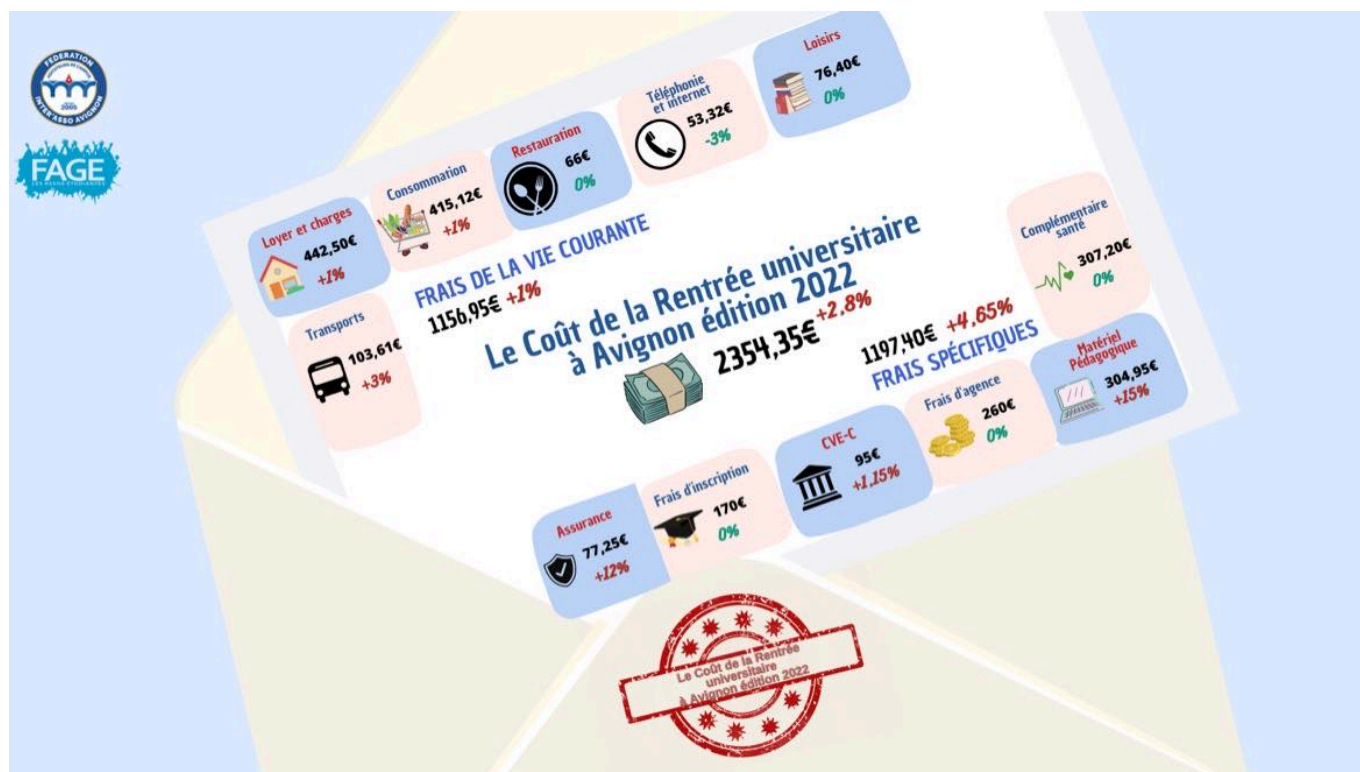 FEDERATION
INTER'ASSO AVIGNON
2005
FAGE
Loyer et charges
442,50€
+1%
Consommation
415,12€
+1%
Restauration
66€
0%
Téléphonie
et internet
53,32€
-3%
Loisirs
76,40€
0%
Transports
103,61€
+3%
FRAIS DE LA VIE COURANTE
1156,95€ +1%
Le Coût de la Rentrée universitaire
à Avignon édition 2022
2354,35€ +2,8%
1197,40€ +4,65%
FRAIS SPÉCIFIQUES
Complémentaire
santé
307,20€
0%
Matériel
Pédagogique
304,95€
+15%
Frais d'agence
260€
0%
CVE-C
95€
+1,15%
Frais d'inscription
170€
0%
Assurance
77,25€
+12%
Le Coût de la Rentrée
universitaire
à Avignon édition 2022